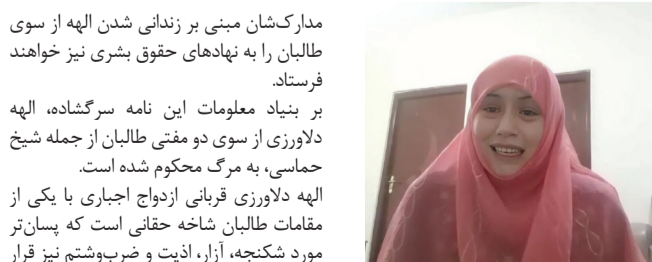 مدارک‌شان مبنی بر زندانی شدن الهه از سوی
طالبان را به نهادهای حقوق بشری نیز خواهند
فرستاد.
بر بنیاد معلومات این نامه سرگشاده، الهه
دلاورزی از سوی دو مفتی طالبان از جمله شیخ
حماسی، به مرگ محکوم شده است.
الهه دلاورزی قربانی ازدواج اجباری با یکی از
مقامات طالبان شاخه حقانی است که پسان‌تر
مورد شکنجه، آزار، اذیت و ضرب‌وشتم نیز قرار